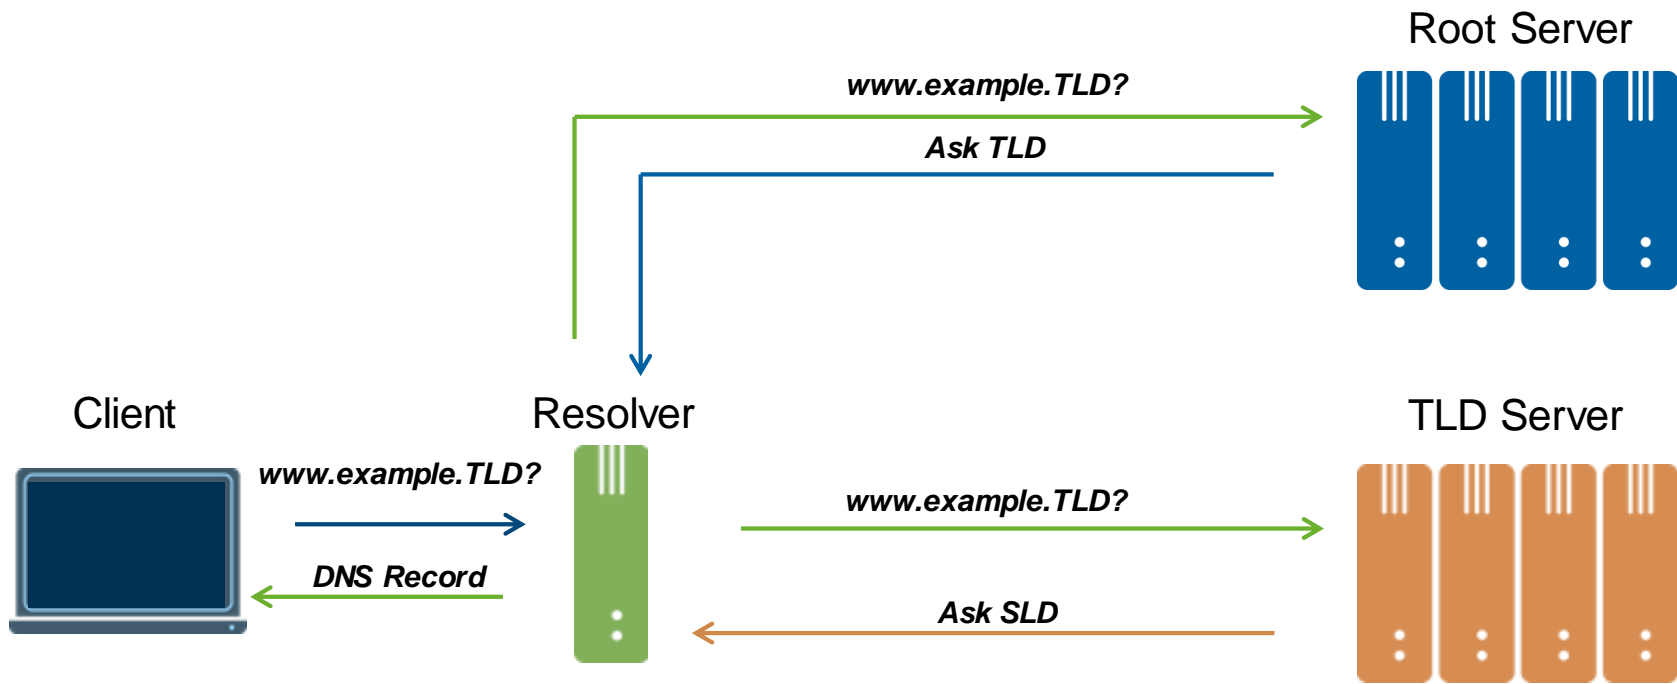 Root Server
www.example.TLD?
Ask TLD
Client
Resolver
TLD Server
www.example.TLD?
www.example.TLD?
DNS Record
Ask SLD